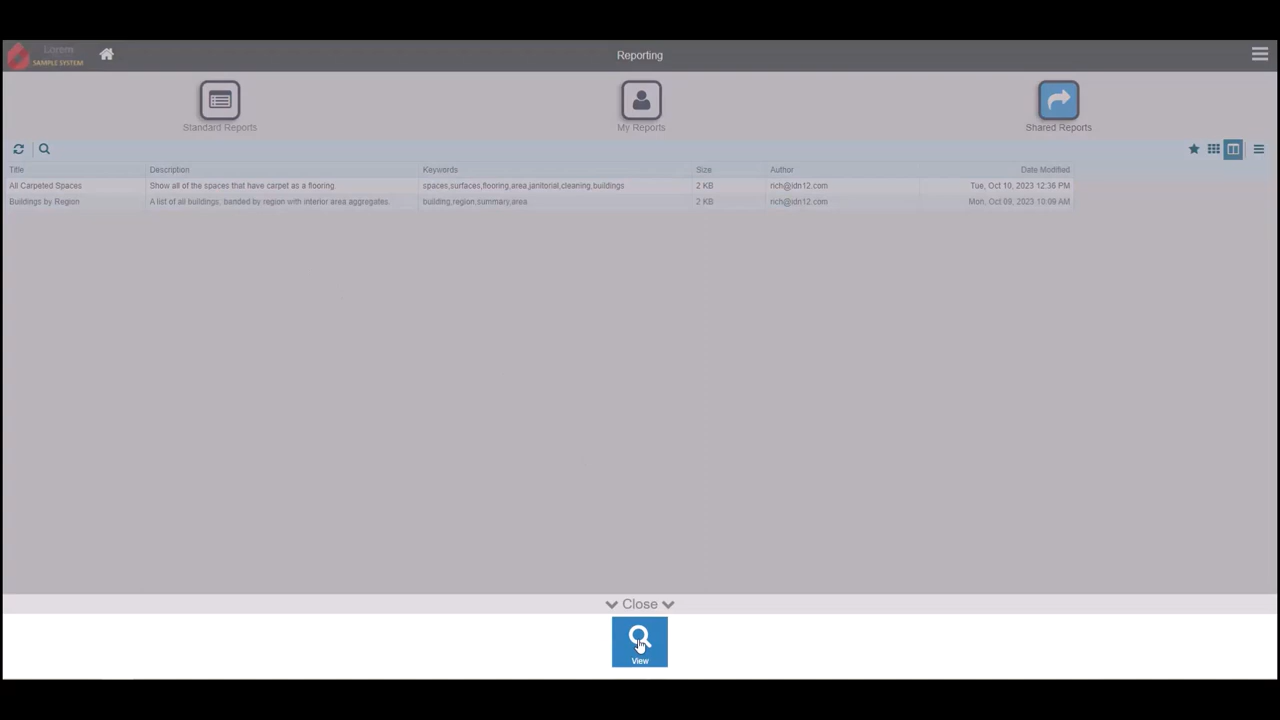 Lorem
SAMPLE SYSTEM
Reporting
Standard Reports
My Reports
Shared Reports
Title Description Keywords Size Author Date Modified
All Carpeted Spaces Show all of the spaces that have carpet as a flooring. spaces,surfaces,flooring,area,janitorial,cleaning,buildings 2 KB rich@idn12.com Tue, Oct 10, 2023 12:36 PM
Buildings by Region A list of all buildings, banded by region with interior area aggregates. building,region,summary,area 2 KB rich@idn12.com Mon, Oct 09, 2023 10:09 AM
Close
View